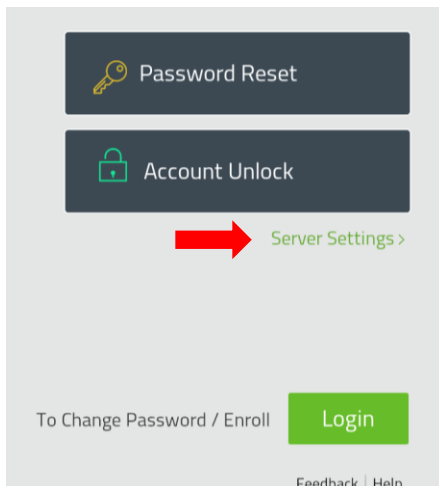 Password Reset
Account Unlock
Server Settings >
To Change Password / Enroll Login
Feedback | Help